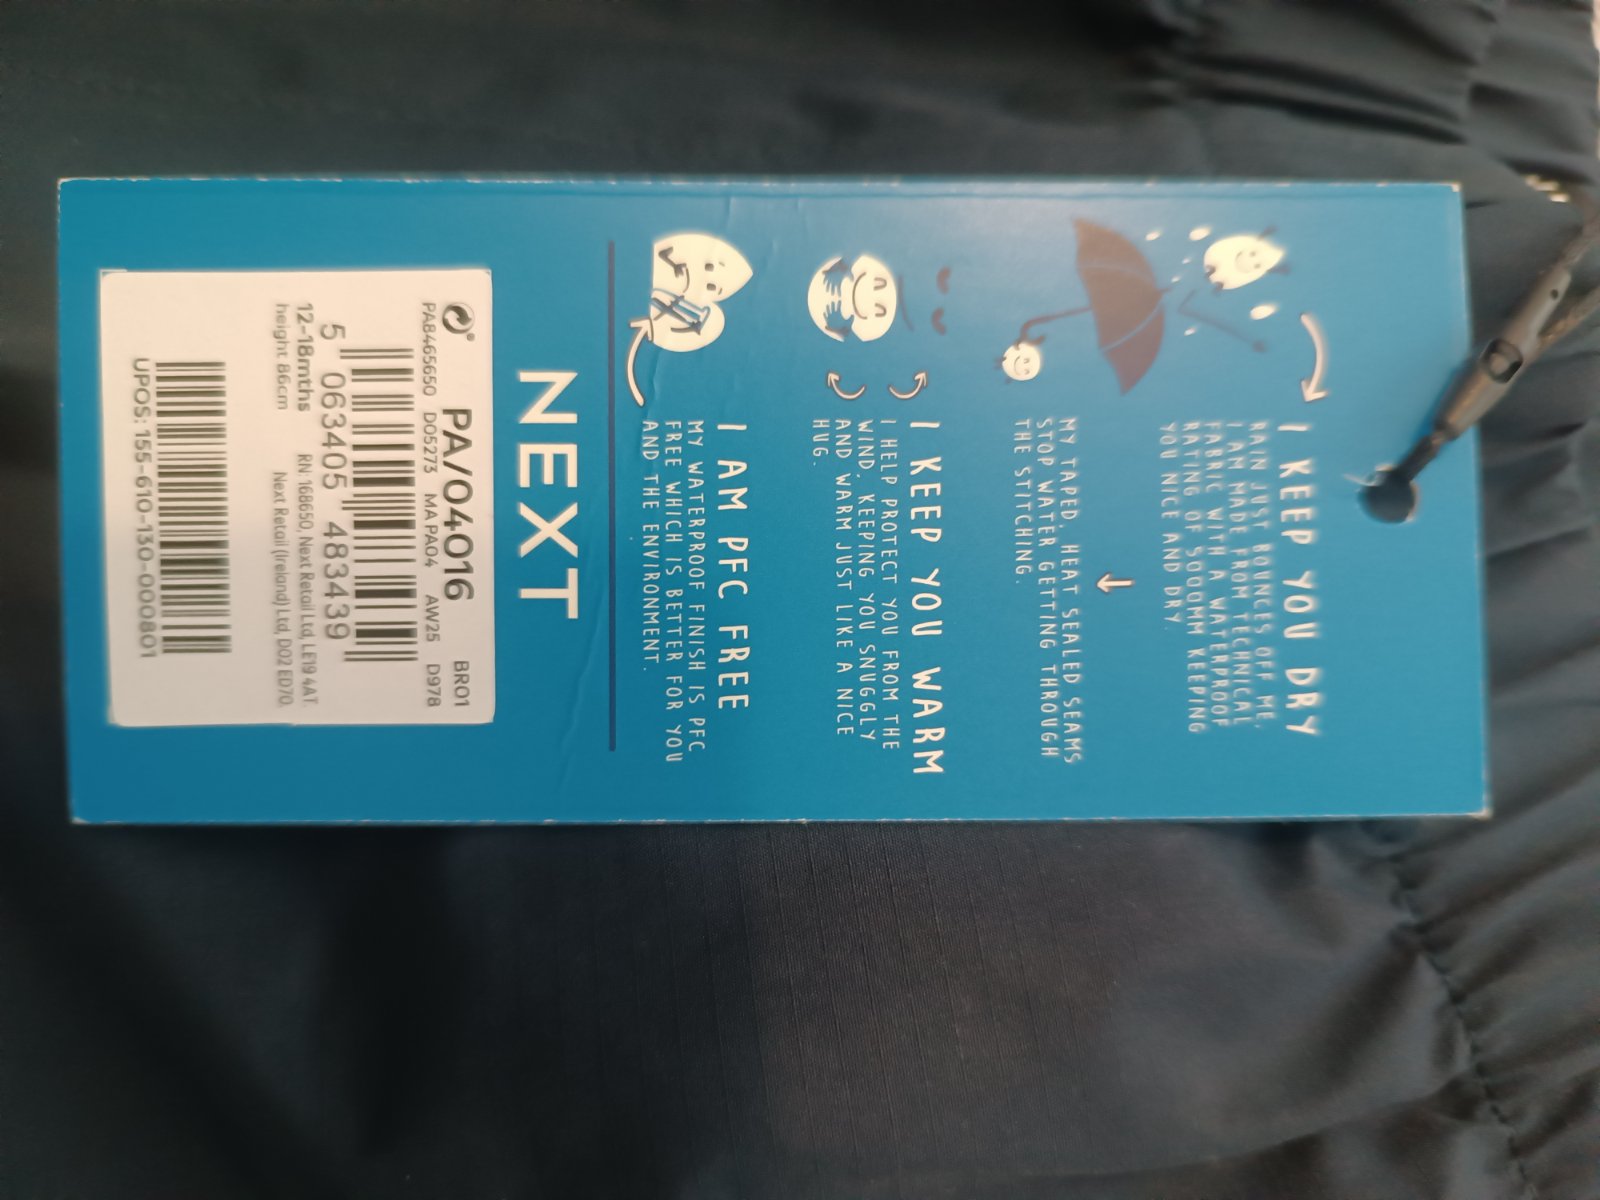 I KEEP YOU DRY
RAIN JUST BOUNCES OFF ME,
I AM MADE FROM TECHNICAL
FABRIC WITH A WATERPROOF
RATING OF 5000MM KEEPING
YOU NICE AND DRY.
MY TAPED, HEAT SEALED SEAMS
STOP WATER GETTING THROUGH
THE STITCHING.
I KEEP YOU WARM
I HELP PROTECT YOU FROM THE
WIND, KEEPING YOU SNUGGLY
AND WARM JUST LIKE A NICE
HUG.
I AM PFC FREE
MY WATERPROOF FINISH IS PFC
FREE WHICH IS BETTER FOR YOU
AND THE ENVIRONMENT.
NEXT
PA/04016 BR01
PA8465650 D05273 MA PA04 AW25 D978
5 063405 483439
12-18mths RN: 168650, Next Retail Ltd, LE19 4AT.
height 86cm Next Retail (Ireland) Ltd, D02 ED70.
UPOS: 155-610-130-000801